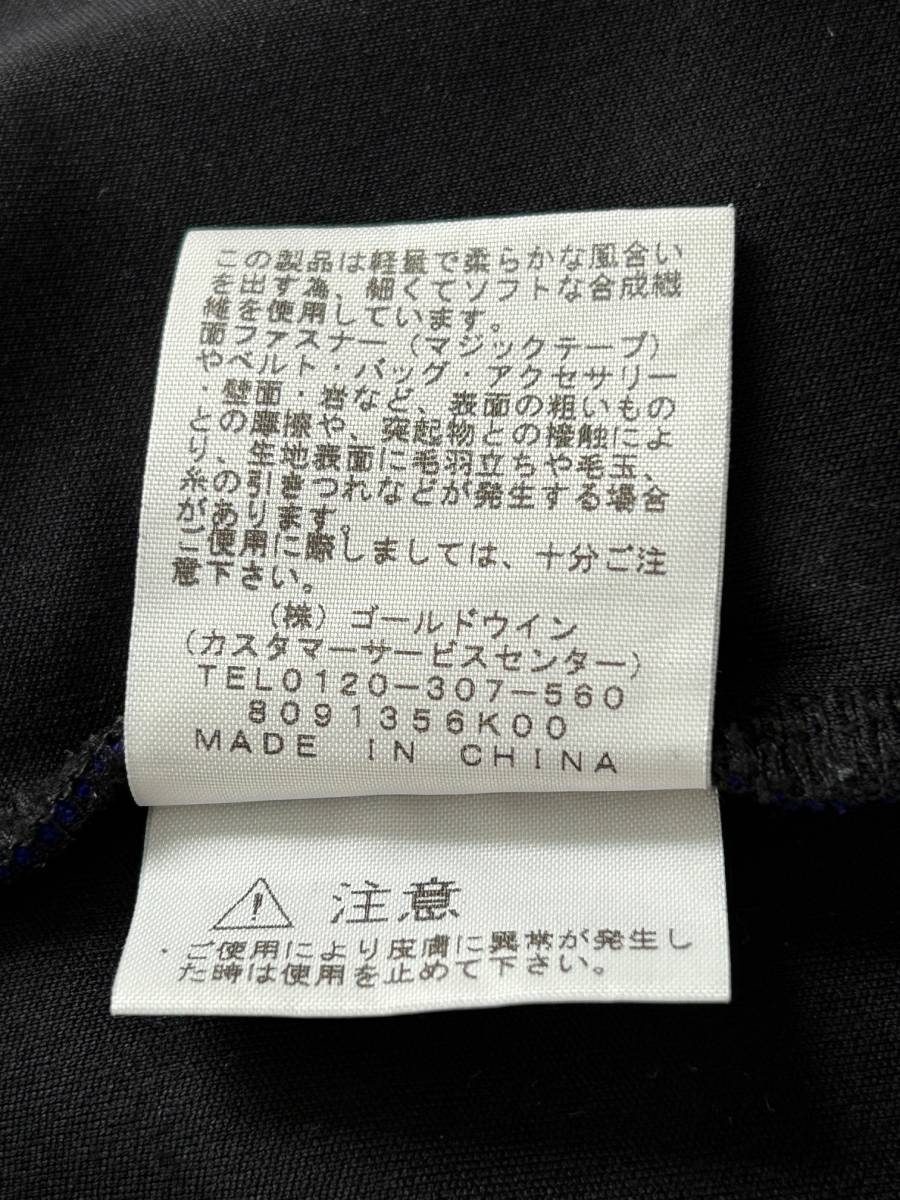 この製品は軽量で柔らかな風合い
を出す為、細くてソフトな合成繊
維を使用しています。
面ファスナー（マジックテープ）
やベルト・バッグ・アクセサリー
・壁面・岩など、表面の粗いもの
との摩擦や、突起物との接触によ
り、生地表面に毛羽立ちや毛玉、
糸の引きつれなどが発生する場合
があります。
ご使用に際しましては、十分ご注
意下さい。
（株）ゴールドウイン
（カスタマーサービスセンター）
TEL0120-307-560
8091356K00
MADE IN CHINA
注意
・ご使用により皮膚に異常が発生し
た時は使用を止めて下さい。